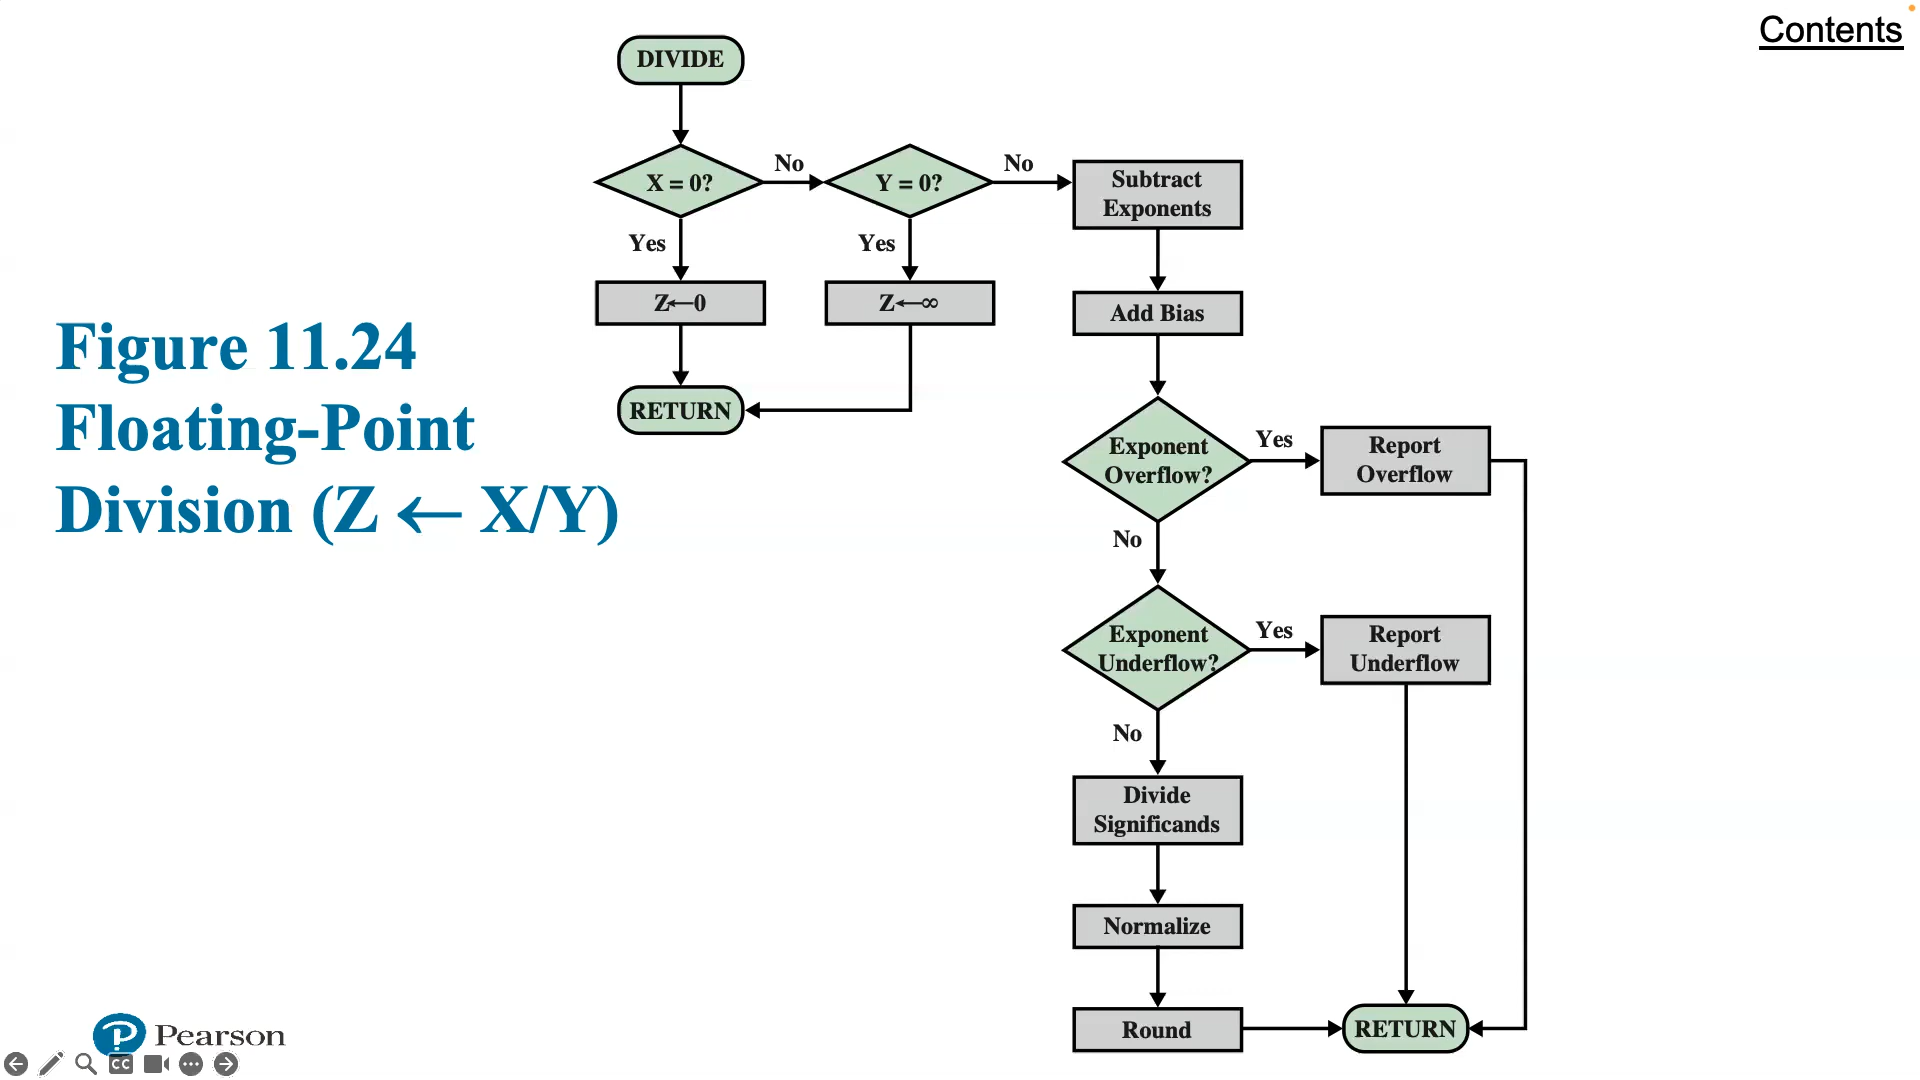 Contents
Figure 11.24
Floating-Point
Division (Z ← X/Y)
DIVIDE
X = 0?
No
Y = 0?
No
Subtract
Exponents
Yes
Yes
Z←0
Z←∞
Add Bias
RETURN
Exponent
Overflow?
Yes
Report
Overflow
No
Exponent
Underflow?
Yes
Report
Underflow
No
Divide
Significands
Normalize
Round
RETURN
Pearson
CC